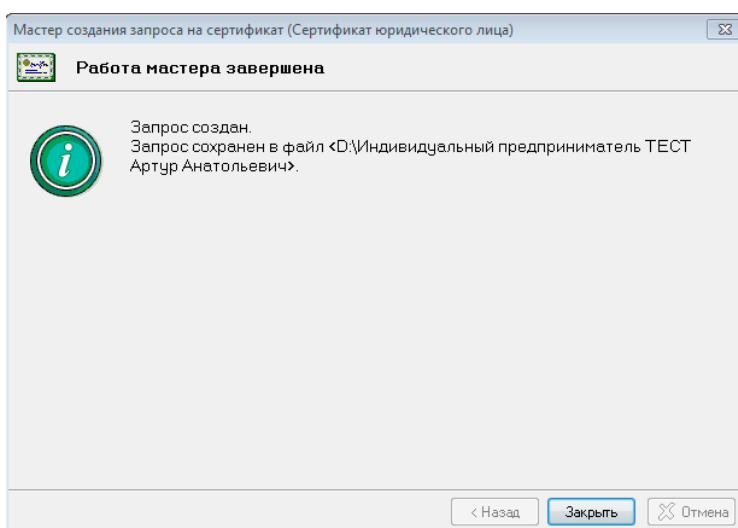 Мастер создания запроса на сертификат (Сертификат юридического лица)
Работа мастера завершена
Запрос создан.
Запрос сохранен в файл <D:\Индивидуальный предприниматель ТЕСТ
Артур Анатольевич>.
< Назад Закрыть Отмена